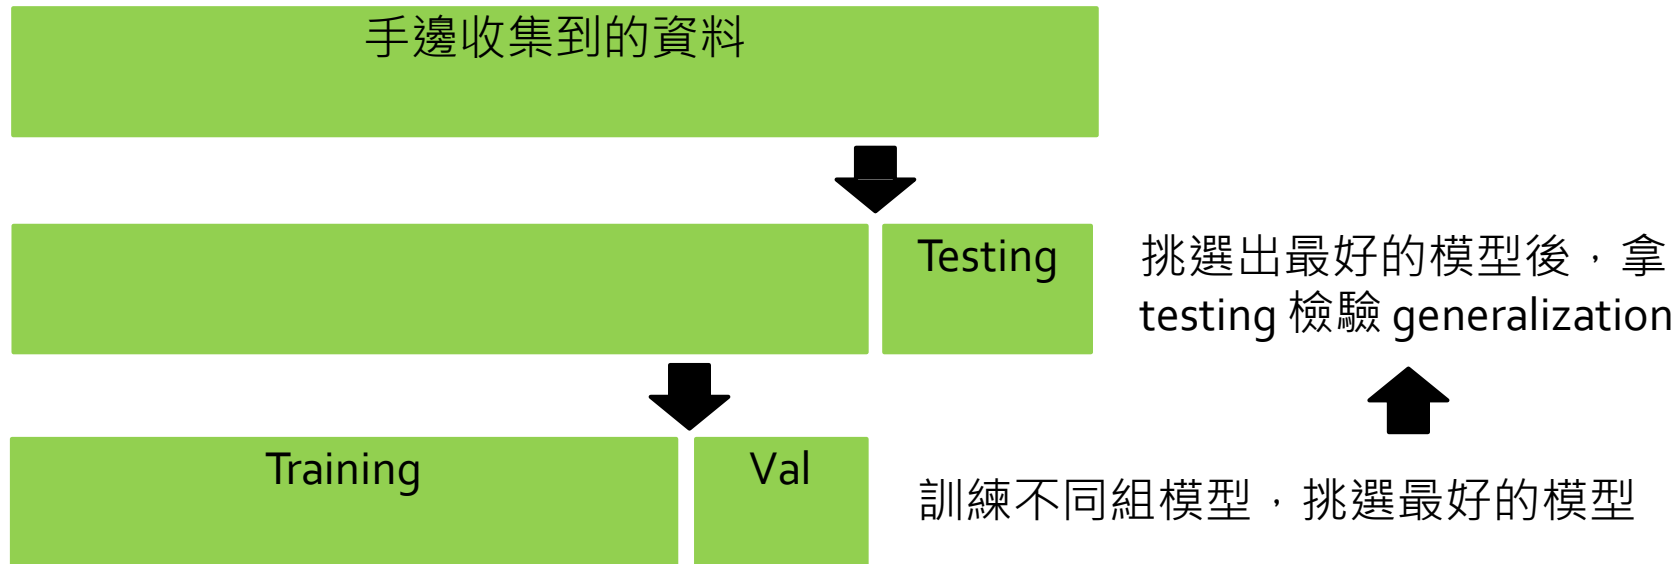 手邊收集到的資料
Testing
挑選出最好的模型後，拿
testing 檢驗 generalization
Training
Val
訓練不同組模型，挑選最好的模型